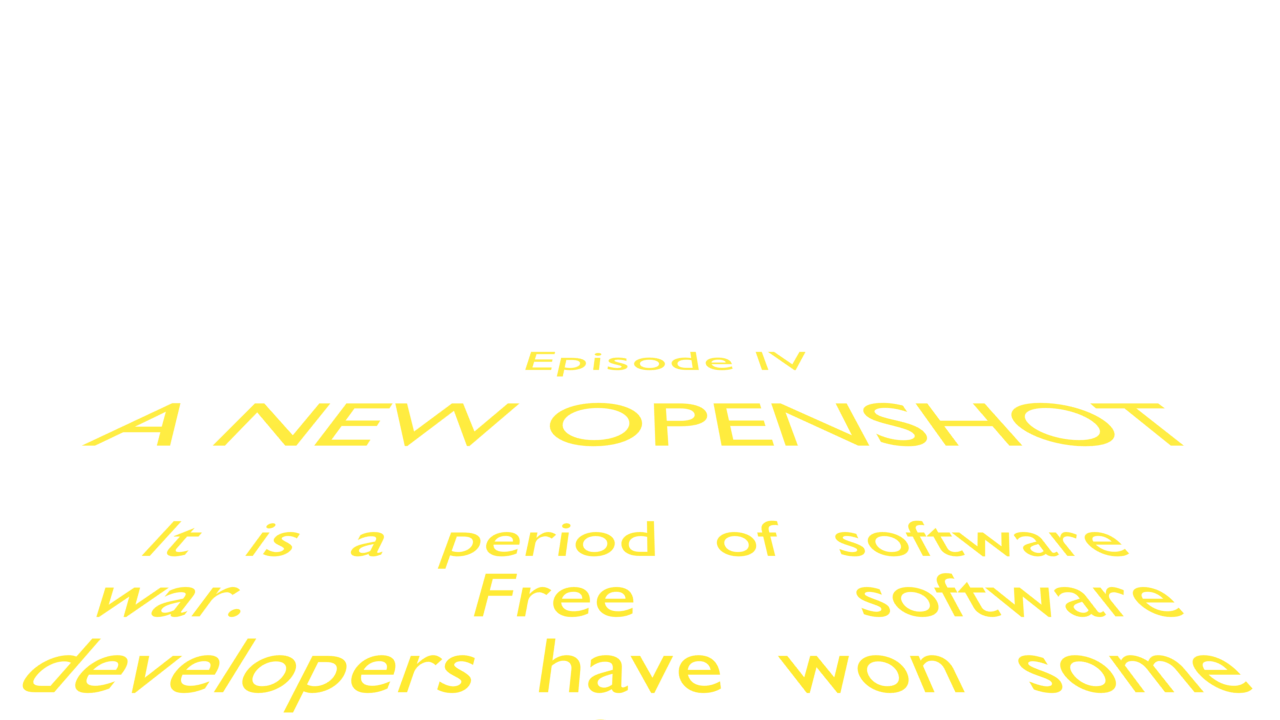 Episode IV
A NEW OPENSHOT
It is a period of software
war. Free software
developers have won some